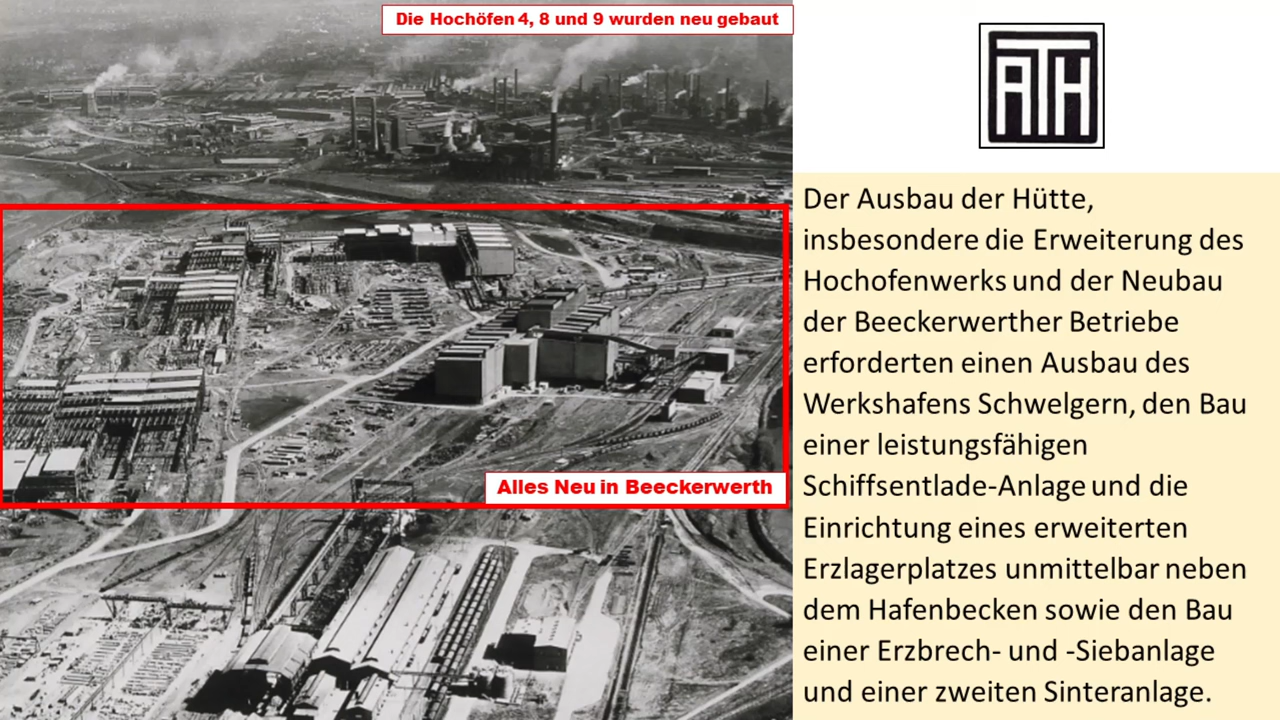 Die Hochöfen 4, 8 und 9 wurden neu gebaut
ATH
Der Ausbau der Hütte,
insbesondere die Erweiterung des
Hochofenwerks und der Neubau
der Beeckerwerther Betriebe
erforderten einen Ausbau des
Werkshafens Schwelgern, den Bau
einer leistungsfähigen
Schiffsentlade-Anlage und die
Einrichtung eines erweiterten
Erzlagerplatzes unmittelbar neben
dem Hafenbecken sowie den Bau
einer Erzbrech- und -Siebanlage
und einer zweiten Sinteranlage.
Alles Neu in Beeckerwerth